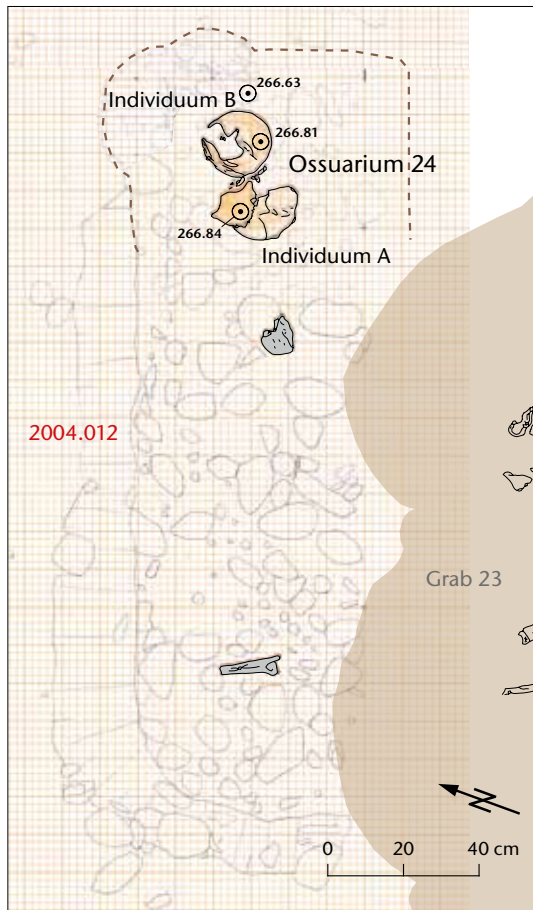 266.63
Individuum B
266.81
Ossuarium 24
266.84
Individuum A
2004.012
Grab 23
N
0 20 40 cm